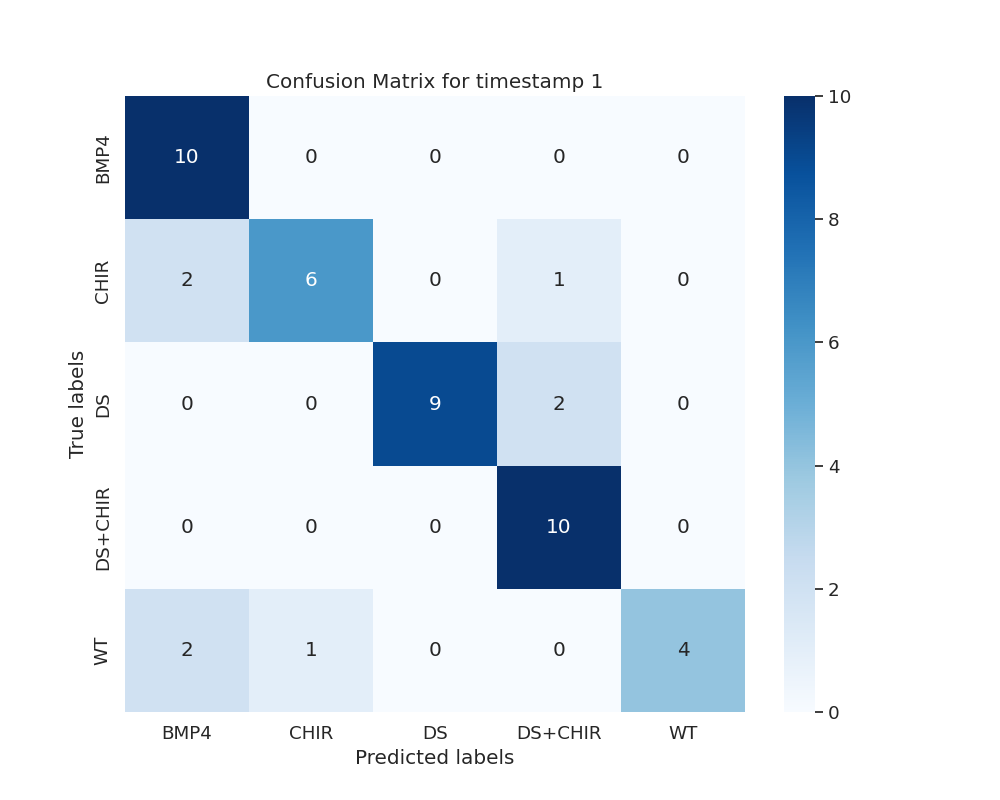 Confusion Matrix for timestamp 1
True labels
BMP4 10 0 0 0 0
CHIR 2 6 0 1 0
DS 0 0 9 2 0
DS+CHIR 0 0 0 10 0
WT 2 1 0 0 4
BMP4 CHIR DS DS+CHIR WT
Predicted labels
10
8
6
4
2
0